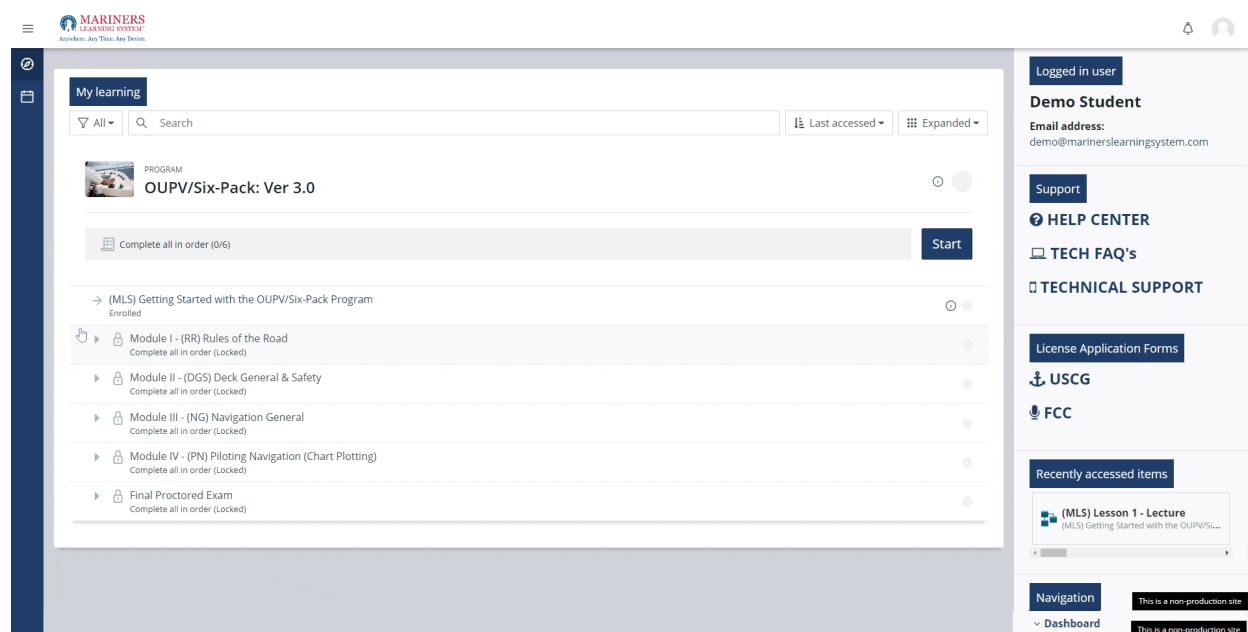 MARINERS
LEARNING SYSTEM
Anywhere. Any Time. Any Device.
My learning
All
Search
Last accessed
Expanded
PROGRAM
OUPV/Six-Pack: Ver 3.0
Complete all in order (0/6)
Start
(MLS) Getting Started with the OUPV/Six-Pack Program
Enrolled
Module I - (RR) Rules of the Road
Complete all in order (Locked)
Module II - (DGS) Deck General & Safety
Complete all in order (Locked)
Module III - (NG) Navigation General
Complete all in order (Locked)
Module IV - (PN) Piloting Navigation (Chart Plotting)
Complete all in order (Locked)
Final Proctored Exam
Complete all in order (Locked)
Logged in user
Demo Student
Email address:
demo@marinerslearningsystem.com
Support
HELP CENTER
TECH FAQ's
TECHNICAL SUPPORT
License Application Forms
USCG
FCC
Recently accessed items
(MLS) Lesson 1 - Lecture
(MLS) Getting Started with the OUPV/Si...
Navigation
This is a non-production site
Dashboard
This is a non-production site